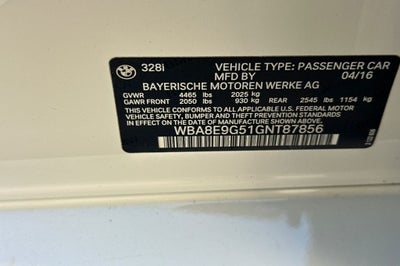 328i VEHICLE TYPE: PASSENGER CAR
MFD BY 04/16
BAYERISCHE MOTOREN WERKE AG
GVWR 4465 lbs 2025 kg
GAWR FRONT 2050 lbs 930 kg REAR 2545 lbs 1154 kg
THIS VEHICLE CONFORMS TO ALL APPLICABLE U.S. FEDERAL MOTOR
VEHICLE SAFETY, BUMPER AND THEFT PREVENTION STANDARDS
IN EFFECT ON THE DATE OF MANUFACTURE SHOWN ABOVE.
WBA8E9G51GNT87856